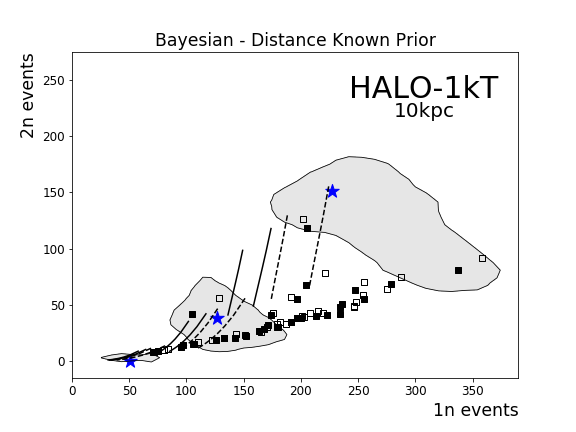 Bayesian - Distance Known Prior
2n events
HALO-1kT
10kpc
250
200
150
100
50
0
0 50 100 150 200 250 300 350
1n events